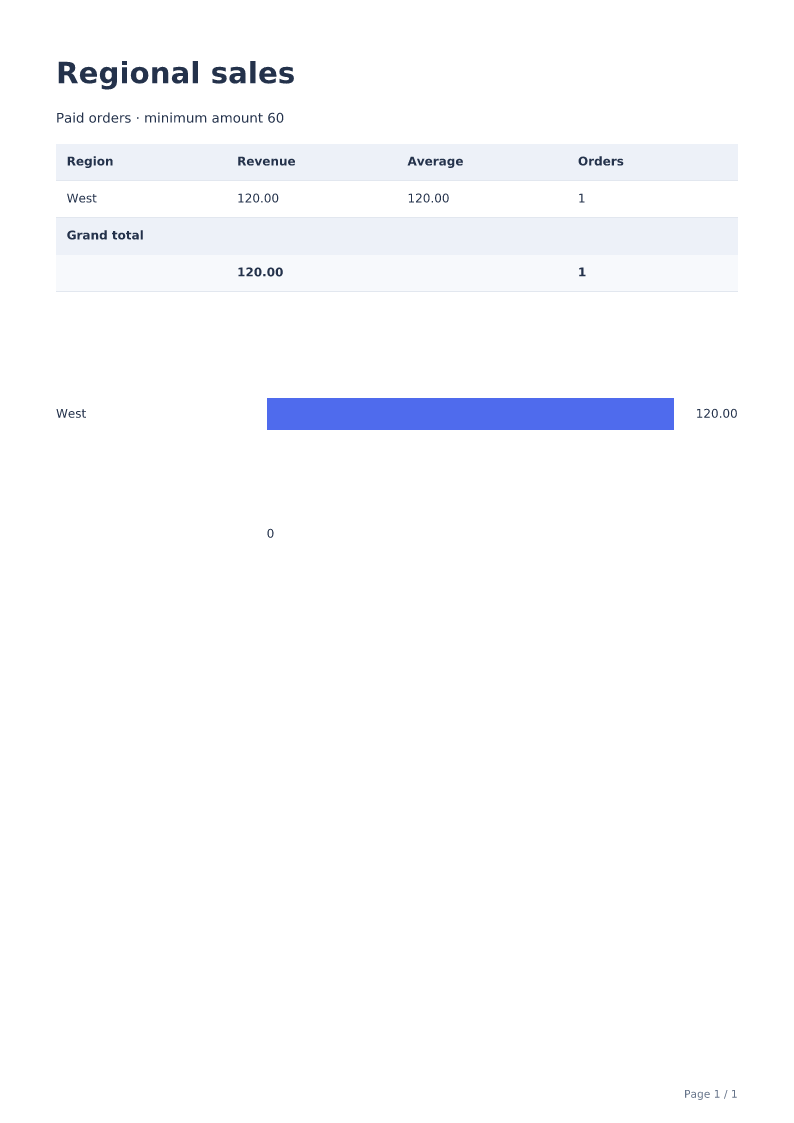 Regional sales
Paid orders · minimum amount 60
Region Revenue Average Orders
West 120.00 120.00 1
Grand total
120.00 1
West 120.00
0
Page 1 / 1